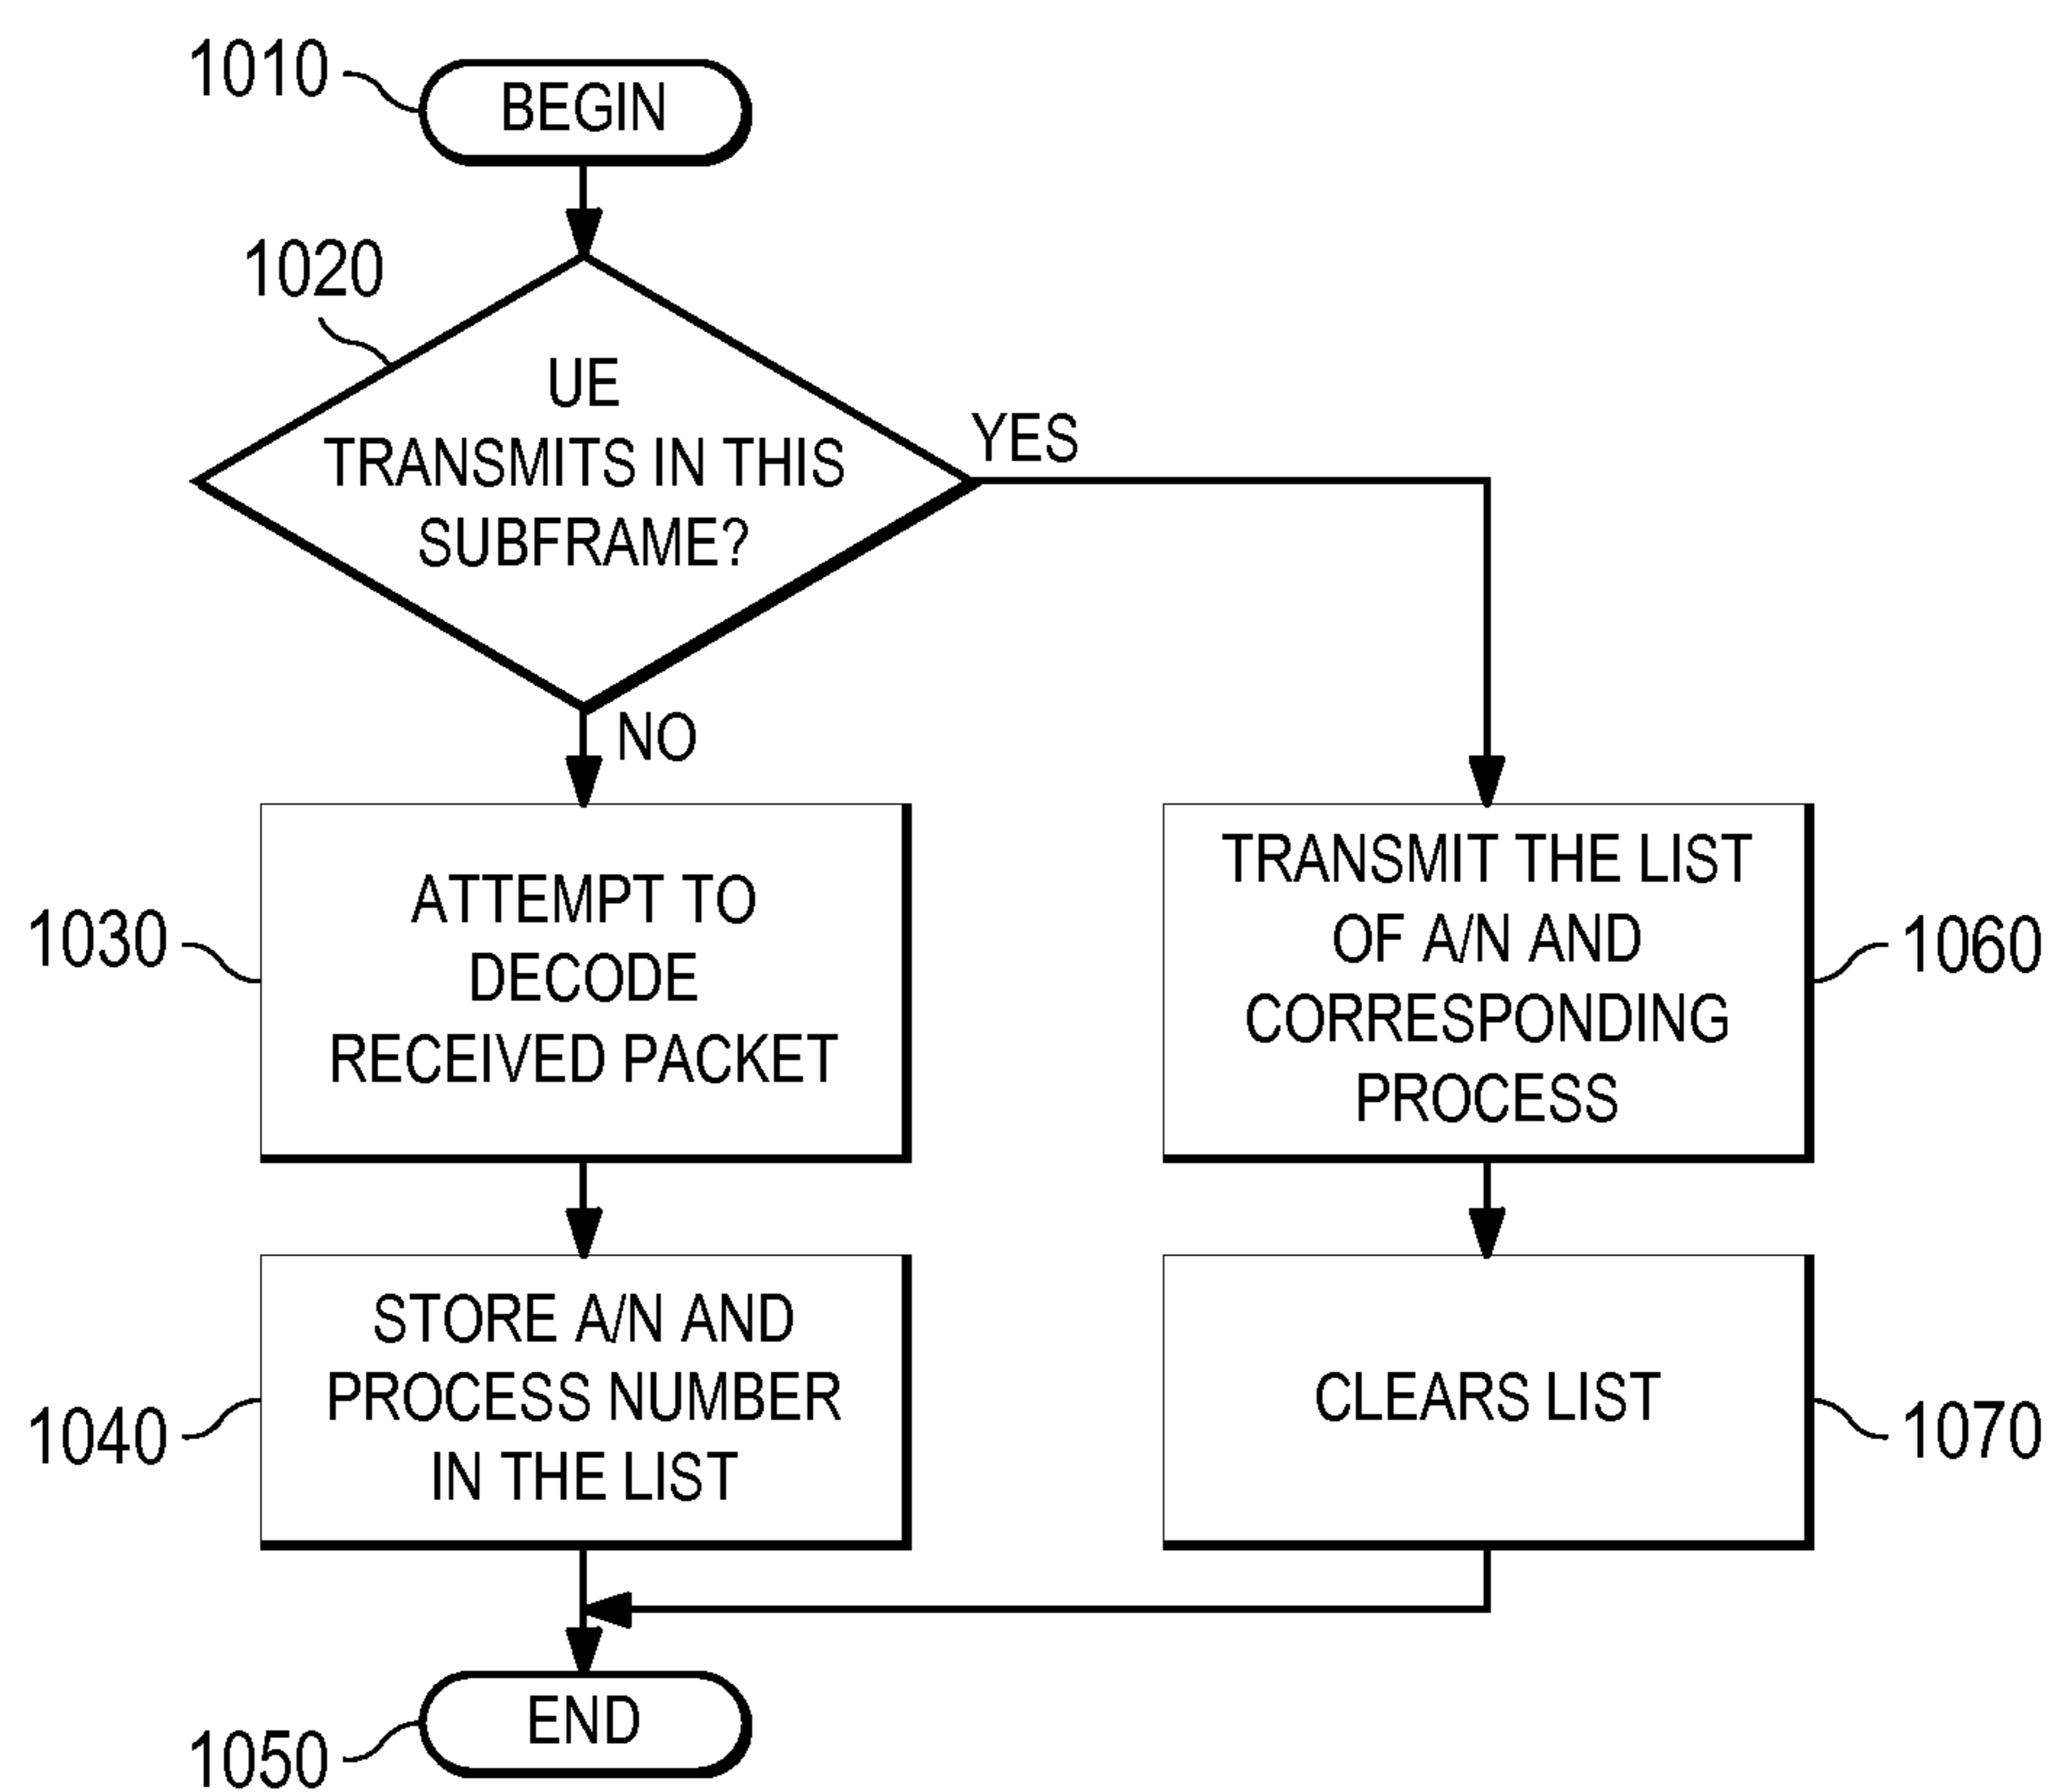 1010
BEGIN
1020
UE
TRANSMITS IN THIS
SUBFRAME?
YES
NO
1030
ATTEMPT TO
DECODE
RECEIVED PACKET
TRANSMIT THE LIST
OF A/N AND
CORRESPONDING
PROCESS
1060
1040
STORE A/N AND
PROCESS NUMBER
IN THE LIST
CLEARS LIST
1070
END
1050